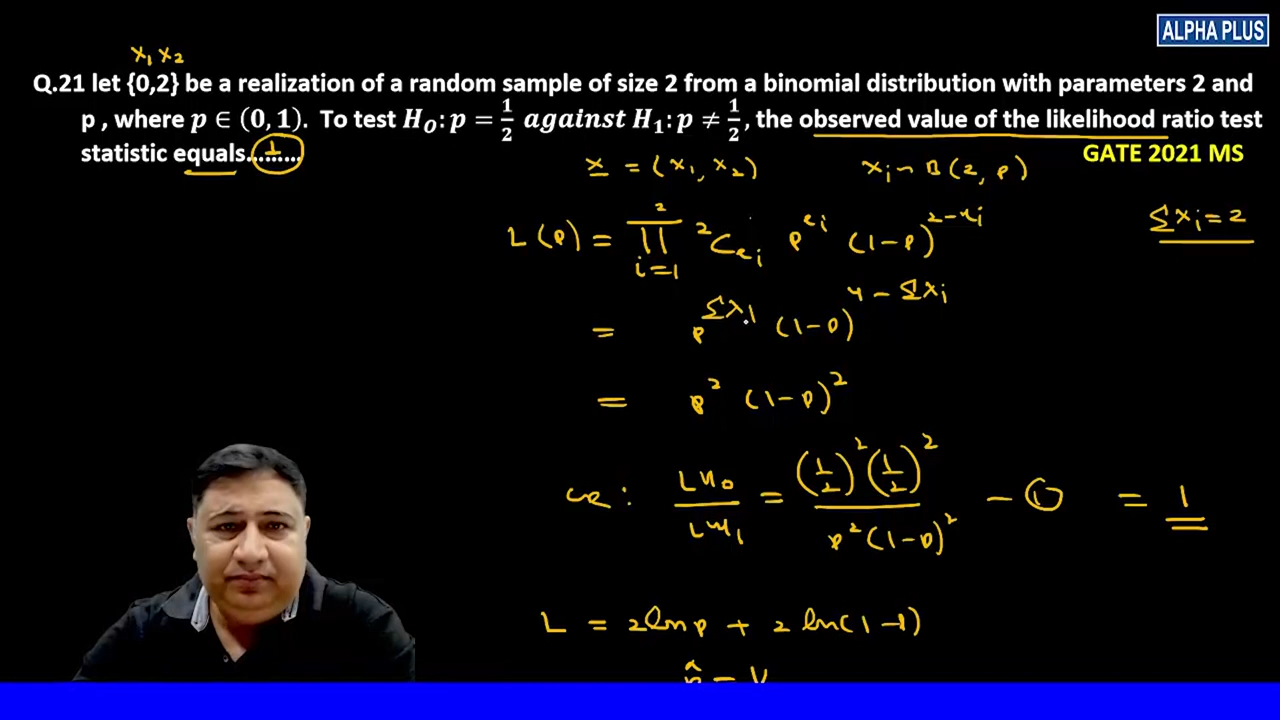 ALPHA PLUS
x₁ x₂
Q.21 let {0,2} be a realization of a random sample of size 2 from a binomial distribution with parameters 2 and
p , where p ∈ (0, 1). To test H_O: p = 1/2 against H₁: p ≠ 1/2, the observed value of the likelihood ratio test
statistic equals......... 1
GATE 2021 MS
x = (x₁, x₂) xᵢ ~ B(2, p)
Σxᵢ = 2
L(p) = ∏ᵢ₌₁² ²Cxᵢ p^xᵢ (1-p)^(2-xᵢ)
= p^Σxᵢ (1-p)^(4-Σxᵢ)
= p² (1-p)²
: LH₀/LH₁ = (1/2)²(1/2)² / p²(1-p)² - ① = 1
L = 2lnp + 2 ln(1-p)